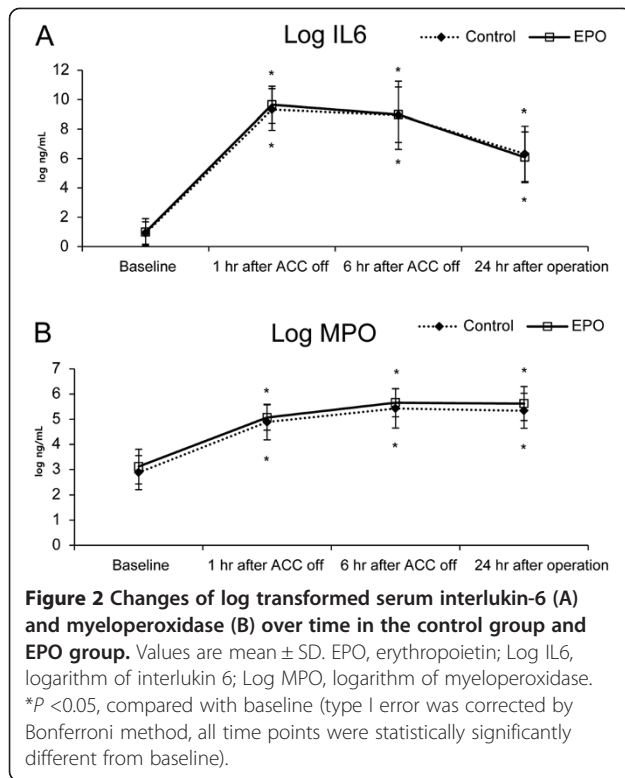 A
Log IL6
Control EPO
12
10
8
6
4
2
0
log ng/mL
* * *
* * *
Baseline 1 hr after ACC off 6 hr after ACC off 24 hr after operation
B
Log MPO
Control EPO
7
6
5
4
3
2
1
0
log ng/mL
* * *
* * *
Baseline 1 hr after ACC off 6 hr after ACC off 24 hr after operation
Figure 2 Changes of log transformed serum interlukin-6 (A)
and myeloperoxidase (B) over time in the control group and
EPO group. Values are mean ± SD. EPO, erythropoietin; Log IL6,
logarithm of interlukin 6; Log MPO, logarithm of myeloperoxidase.
*P <0.05, compared with baseline (type I error was corrected by
Bonferroni method, all time points were statistically significantly
different from baseline).